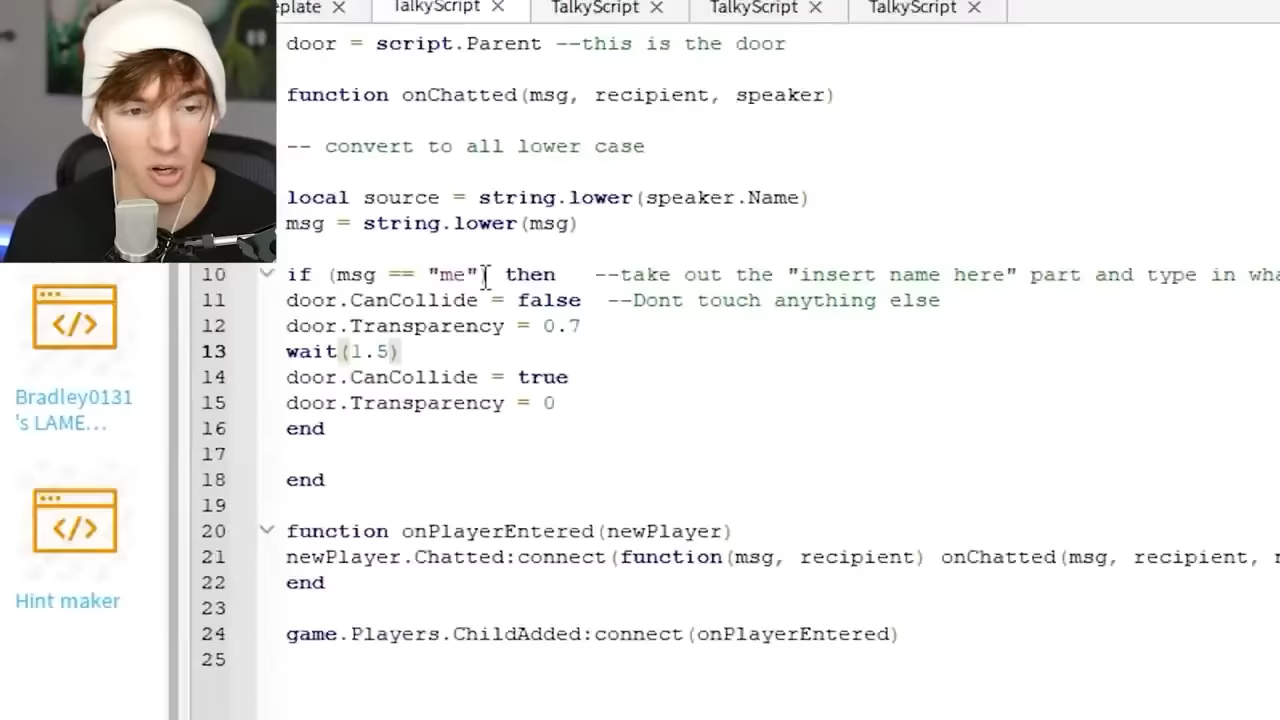 plate × TalkyScript × TalkyScript × TalkyScript × TalkyScript ×
door = script.Parent --this is the door
function onChatted(msg, recipient, speaker)
-- convert to all lower case
local source = string.lower(speaker.Name)
msg = string.lower(msg)
10 if (msg == "me") then --take out the "insert name here" part and type in wha
11 door.CanCollide = false --Dont touch anything else
12 door.Transparency = 0.7
13 wait(1.5)
14 door.CanCollide = true
15 door.Transparency = 0
16 end
17
18 end
19
20 function onPlayerEntered(newPlayer)
21 newPlayer.Chatted:connect(function(msg, recipient) onChatted(msg, recipient, n
22 end
23
24 game.Players.ChildAdded:connect(onPlayerEntered)
25
Bradley0131
's LAME...
Hint maker